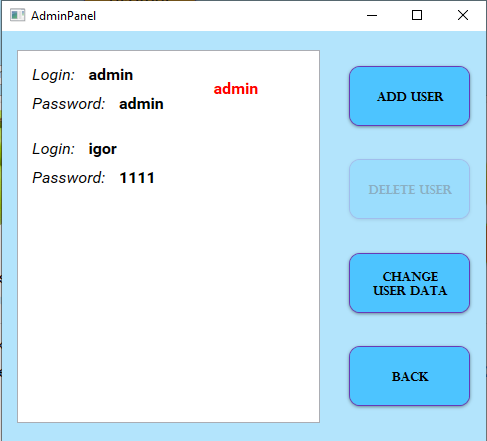 AdminPanel
Login: admin
admin
Password: admin
Login: igor
Password: 1111
ADD USER
DELETE USER
CHANGE
USER DATA
BACK